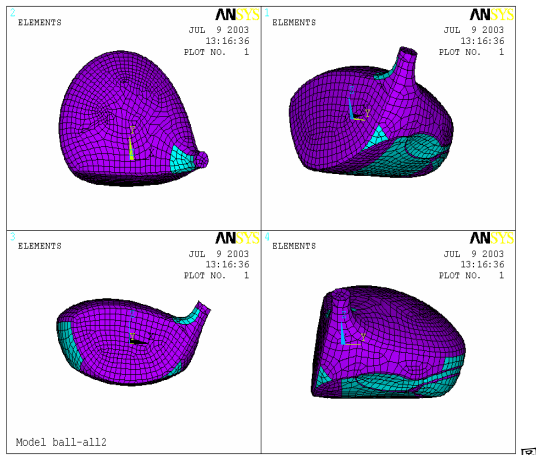 2
ELEMENTS
ANSYS
JUL 9 2003
13:16:36
PLOT NO. 1
1
ELEMENTS
ANSYS
JUL 9 2003
13:16:36
PLOT NO. 1
3
ELEMENTS
ANSYS
JUL 9 2003
13:16:36
PLOT NO. 1
Model ball-all2
4
ELEMENTS
ANSYS
JUL 9 2003
13:16:36
PLOT NO. 1